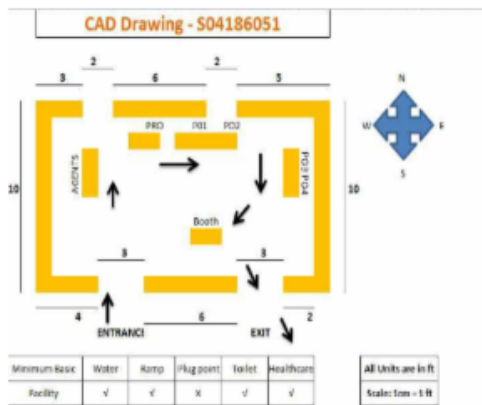 CAD Drawing - S04186051
2 2
3 6 5
N
W E
S
PRO P01 PO2
AGENTS
PO3 PO4
10 10
Booth
3 3
4 6 2
ENTRANCE EXIT
Minimum Basic Water Ramp Plug point Toilet Healthcare
Facility √ √ X √ √
All Units are in ft
Scale: 1cm = 1 ft